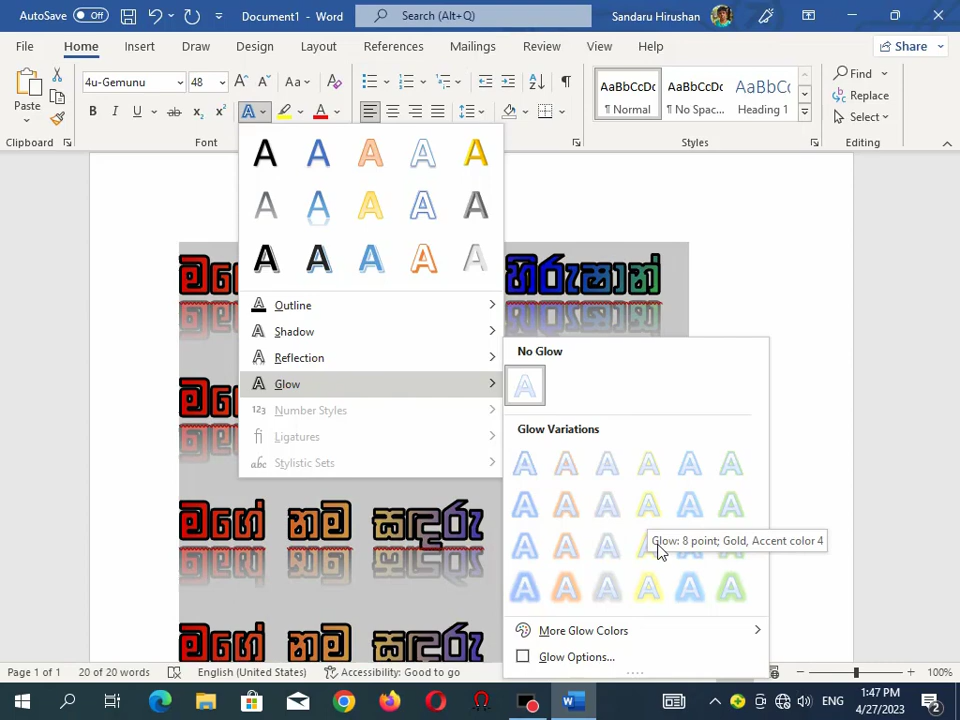 AutoSave Off Document1 - Word Search (Alt+Q) Sandaru Hirushan
File Home Insert Draw Design Layout References Mailings Review View Help Share
Paste 4u-Gemunu 48 Aa Find
AaBbCcDc AaBbCcDc AaBbCc Replace
¶ Normal ¶ No Spac... Heading 1 Select
Clipboard Font Styles Editing
Outline
Shadow
Reflection
Glow
Number Styles
Ligatures
Stylistic Sets
No Glow
Glow Variations
Glow: 8 point; Gold, Accent color 4
More Glow Colors
Glow Options...
හිරුෂාන්
මගේ නම සඳරු
මගේ නම සඳරු
Page 1 of 1 20 of 20 words English (United States) Accessibility: Good to go 100%
ENG 1:47 PM
4/27/2023 2